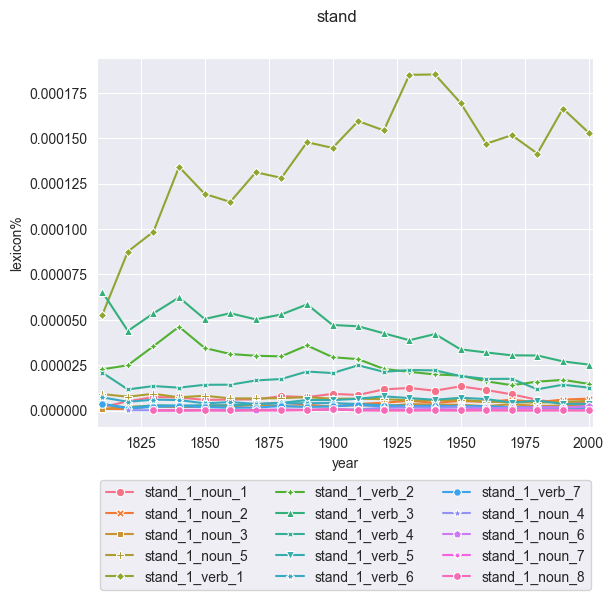 stand
0.000175
0.000150
0.000125
0.000100
0.000075
0.000050
0.000025
0.000000
lexicon%
1825 1850 1875 1900 1925 1950 1975 2000
year
stand_1_noun_1 stand_1_verb_2 stand_1_verb_7
stand_1_noun_2 stand_1_verb_3 stand_1_noun_4
stand_1_noun_3 stand_1_verb_4 stand_1_noun_6
stand_1_noun_5 stand_1_verb_5 stand_1_noun_7
stand_1_verb_1 stand_1_verb_6 stand_1_noun_8